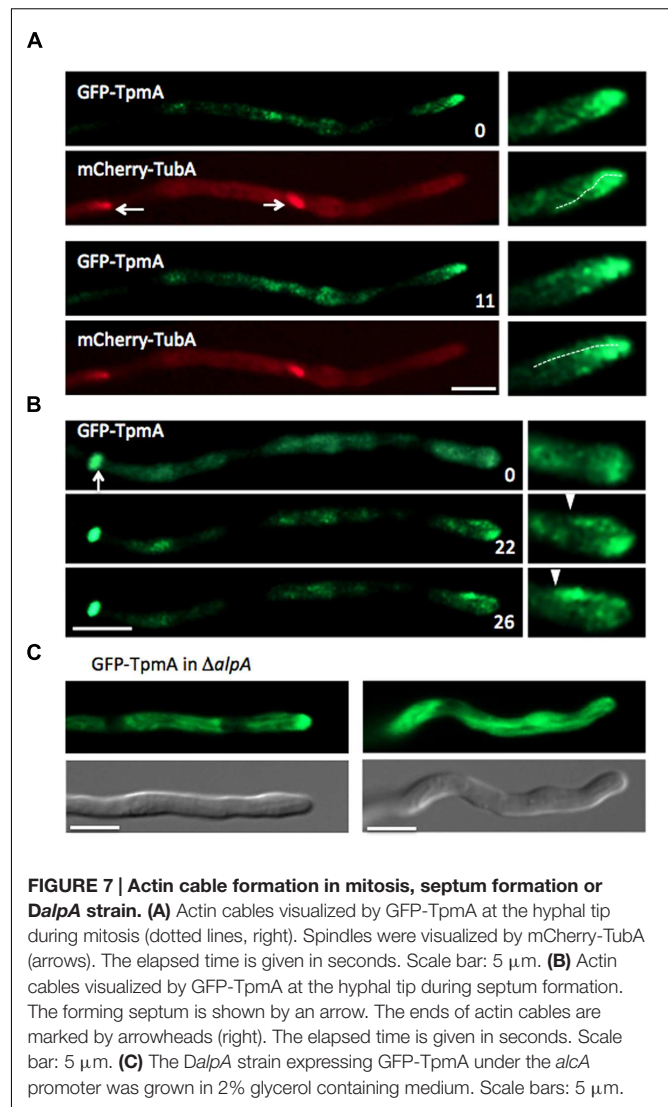 A
GFP-TpmA
0
mCherry-TubA
GFP-TpmA
11
mCherry-TubA
B
GFP-TpmA
0
22
26
C
GFP-TpmA in ΔalpA
FIGURE 7 | Actin cable formation in mitosis, septum formation or
DalpA strain. (A) Actin cables visualized by GFP-TpmA at the hyphal tip
during mitosis (dotted lines, right). Spindles were visualized by mCherry-TubA
(arrows). The elapsed time is given in seconds. Scale bar: 5 μm. (B) Actin
cables visualized by GFP-TpmA at the hyphal tip during septum formation.
The forming septum is shown by an arrow. The ends of actin cables are
marked by arrowheads (right). The elapsed time is given in seconds. Scale
bar: 5 μm. (C) The DalpA strain expressing GFP-TpmA under the alcA
promoter was grown in 2% glycerol containing medium. Scale bars: 5 μm.